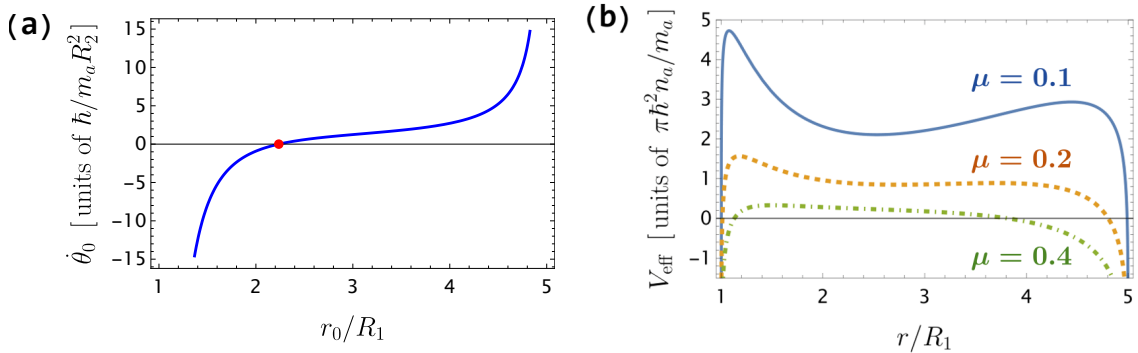 (a)
θ̇₀ [units of ħ/mₐR₂²]
15
10
5
0
−5
−10
−15
1 2 3 4 5
r₀/R₁
(b)
V_eff [units of πħ²nₐ/mₐ]
5
4
3
2
1
0
−1
μ = 0.1
μ = 0.2
μ = 0.4
1 2 3 4 5
r/R₁